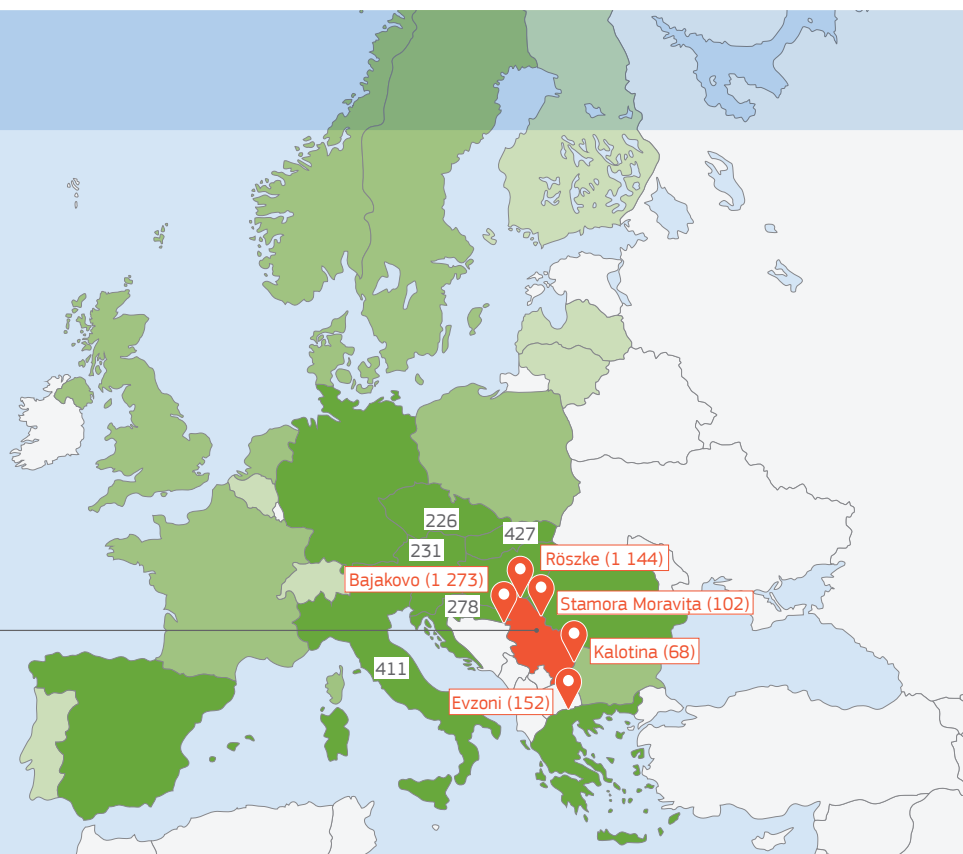 226
427
231
Röszke (1 144)
Bajakovo (1 273)
278
Stamora Moravița (102)
Kalotina (68)
411
Evzoni (152)